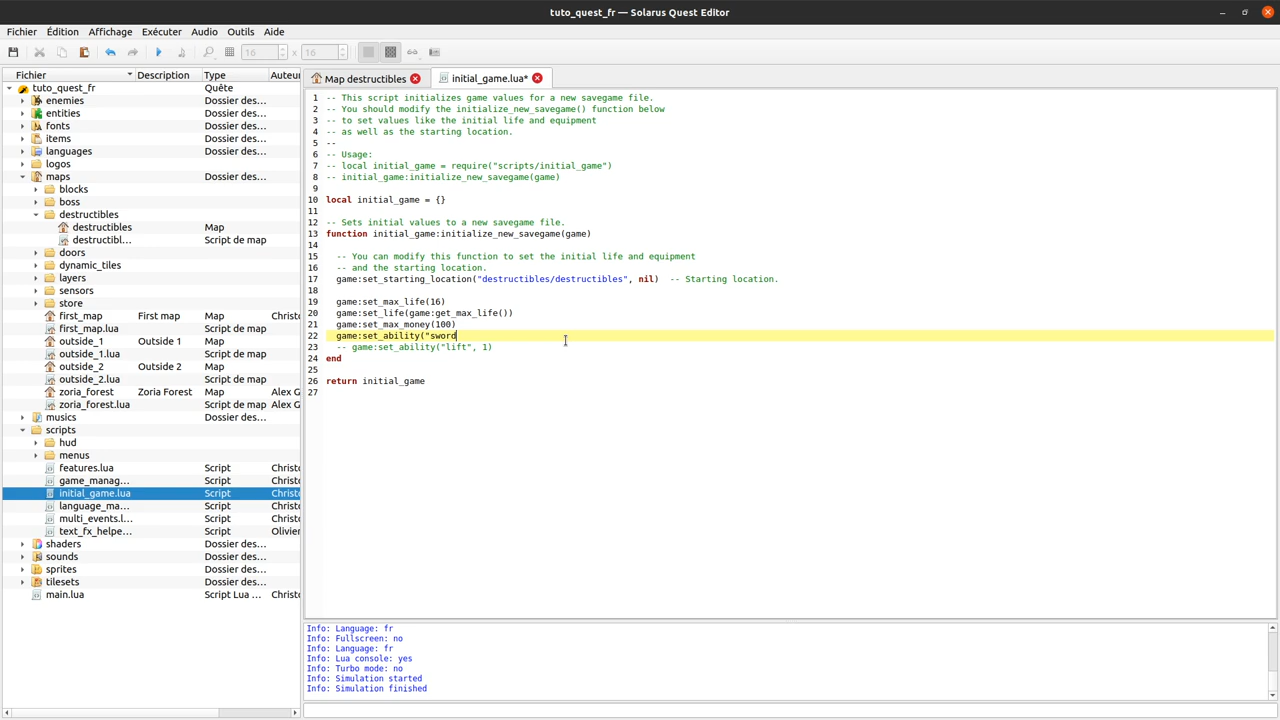 tuto_quest_fr — Solarus Quest Editor
Fichier Édition Affichage Exécuter Audio Outils Aide
16 x 16
Fichier Description Type Auteu
tuto_quest_fr Quête
enemies Dossier des...
entities Dossier des...
fonts Dossier des...
items Dossier des...
languages Dossier des...
logos Dossier des...
maps Dossier des...
blocks
boss
destructibles
destructibles Map
destructibl... Script de map
doors
dynamic_tiles
layers
sensors
store
first_map First map Map Christo
first_map.lua Script de map
outside_1 Outside 1 Map
outside_1.lua Script de map
outside_2 Outside 2 Map
outside_2.lua Script de map
zoria_forest Zoria Forest Map Alex G
zoria_forest.lua Script de map Alex G
musics Dossier des...
scripts
hud
menus
features.lua Script Christo
game_manag... Script Christo
initial_game.lua Script Christo
language_ma... Script Christo
multi_events.l... Script Christo
text_fx_helpe... Script Olivier
shaders Dossier des...
sounds Dossier des...
sprites Dossier des...
tilesets Dossier des...
main.lua Script Lua ... Christo
Map destructibles initial_game.lua*
1 -- This script initializes game values for a new savegame file.
2 -- You should modify the initialize_new_savegame() function below
3 -- to set values like the initial life and equipment
4 -- as well as the starting location.
5 --
6 -- Usage:
7 -- local initial_game = require("scripts/initial_game")
8 -- initial_game:initialize_new_savegame(game)
9
10 local initial_game = {}
11
12 -- Sets initial values to a new savegame file.
13 function initial_game:initialize_new_savegame(game)
14
15 -- You can modify this function to set the initial life and equipment
16 -- and the starting location.
17 game:set_starting_location("destructibles/destructibles", nil) -- Starting location.
18
19 game:set_max_life(16)
20 game:set_life(game:get_max_life())
21 game:set_max_money(100)
22 game:set_ability("sword
23 -- game:set_ability("lift", 1)
24 end
25
26 return initial_game
27
Info: Language: fr
Info: Fullscreen: no
Info: Language: fr
Info: Lua console: yes
Info: Turbo mode: no
Info: Simulation started
Info: Simulation finished